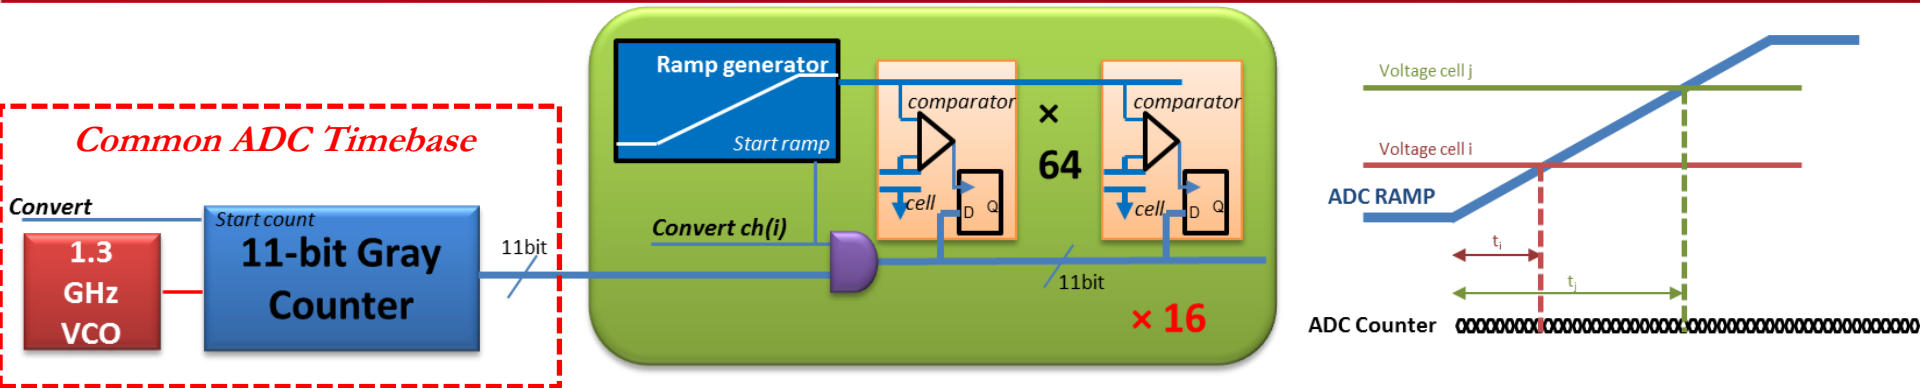 Common ADC Timebase
Convert
Start count
1.3
GHz
VCO
11-bit Gray
Counter
11bit
Ramp generator
Start ramp
Convert ch(i)
comparator
cell
D Q
×
64
comparator
cell
D Q
11bit
× 16
Voltage cell j
Voltage cell i
ADC RAMP
ti
tj
ADC Counter